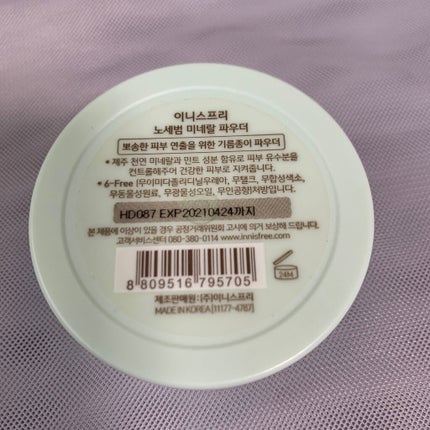 이니스프리
노세범 미네랄 파우더
뽀송한 피부 연출을 위한 기름종이 파우더
• 제주 천연 미네랄과 민트 성분 함유로 피부 유수분을
컨트롤해주며 건강한 피부로 지켜줍니다.
• 6-Free (무이미다졸리디닐우레아, 무탤크, 무합성색소,
무동물성원료, 무광물성오일, 무인공향)처방입니다.
HD087 EXP20210424까지
본 제품에 이상이 있을 경우 공정거래위원회 고시에 의거 보상해 드립니다.
고객서비스센터 080-380-0114 www.innisfree.com
24M
8 809516 795705
제조판매원 : (주)이니스프리
MADE IN KOREA [11177-4767]